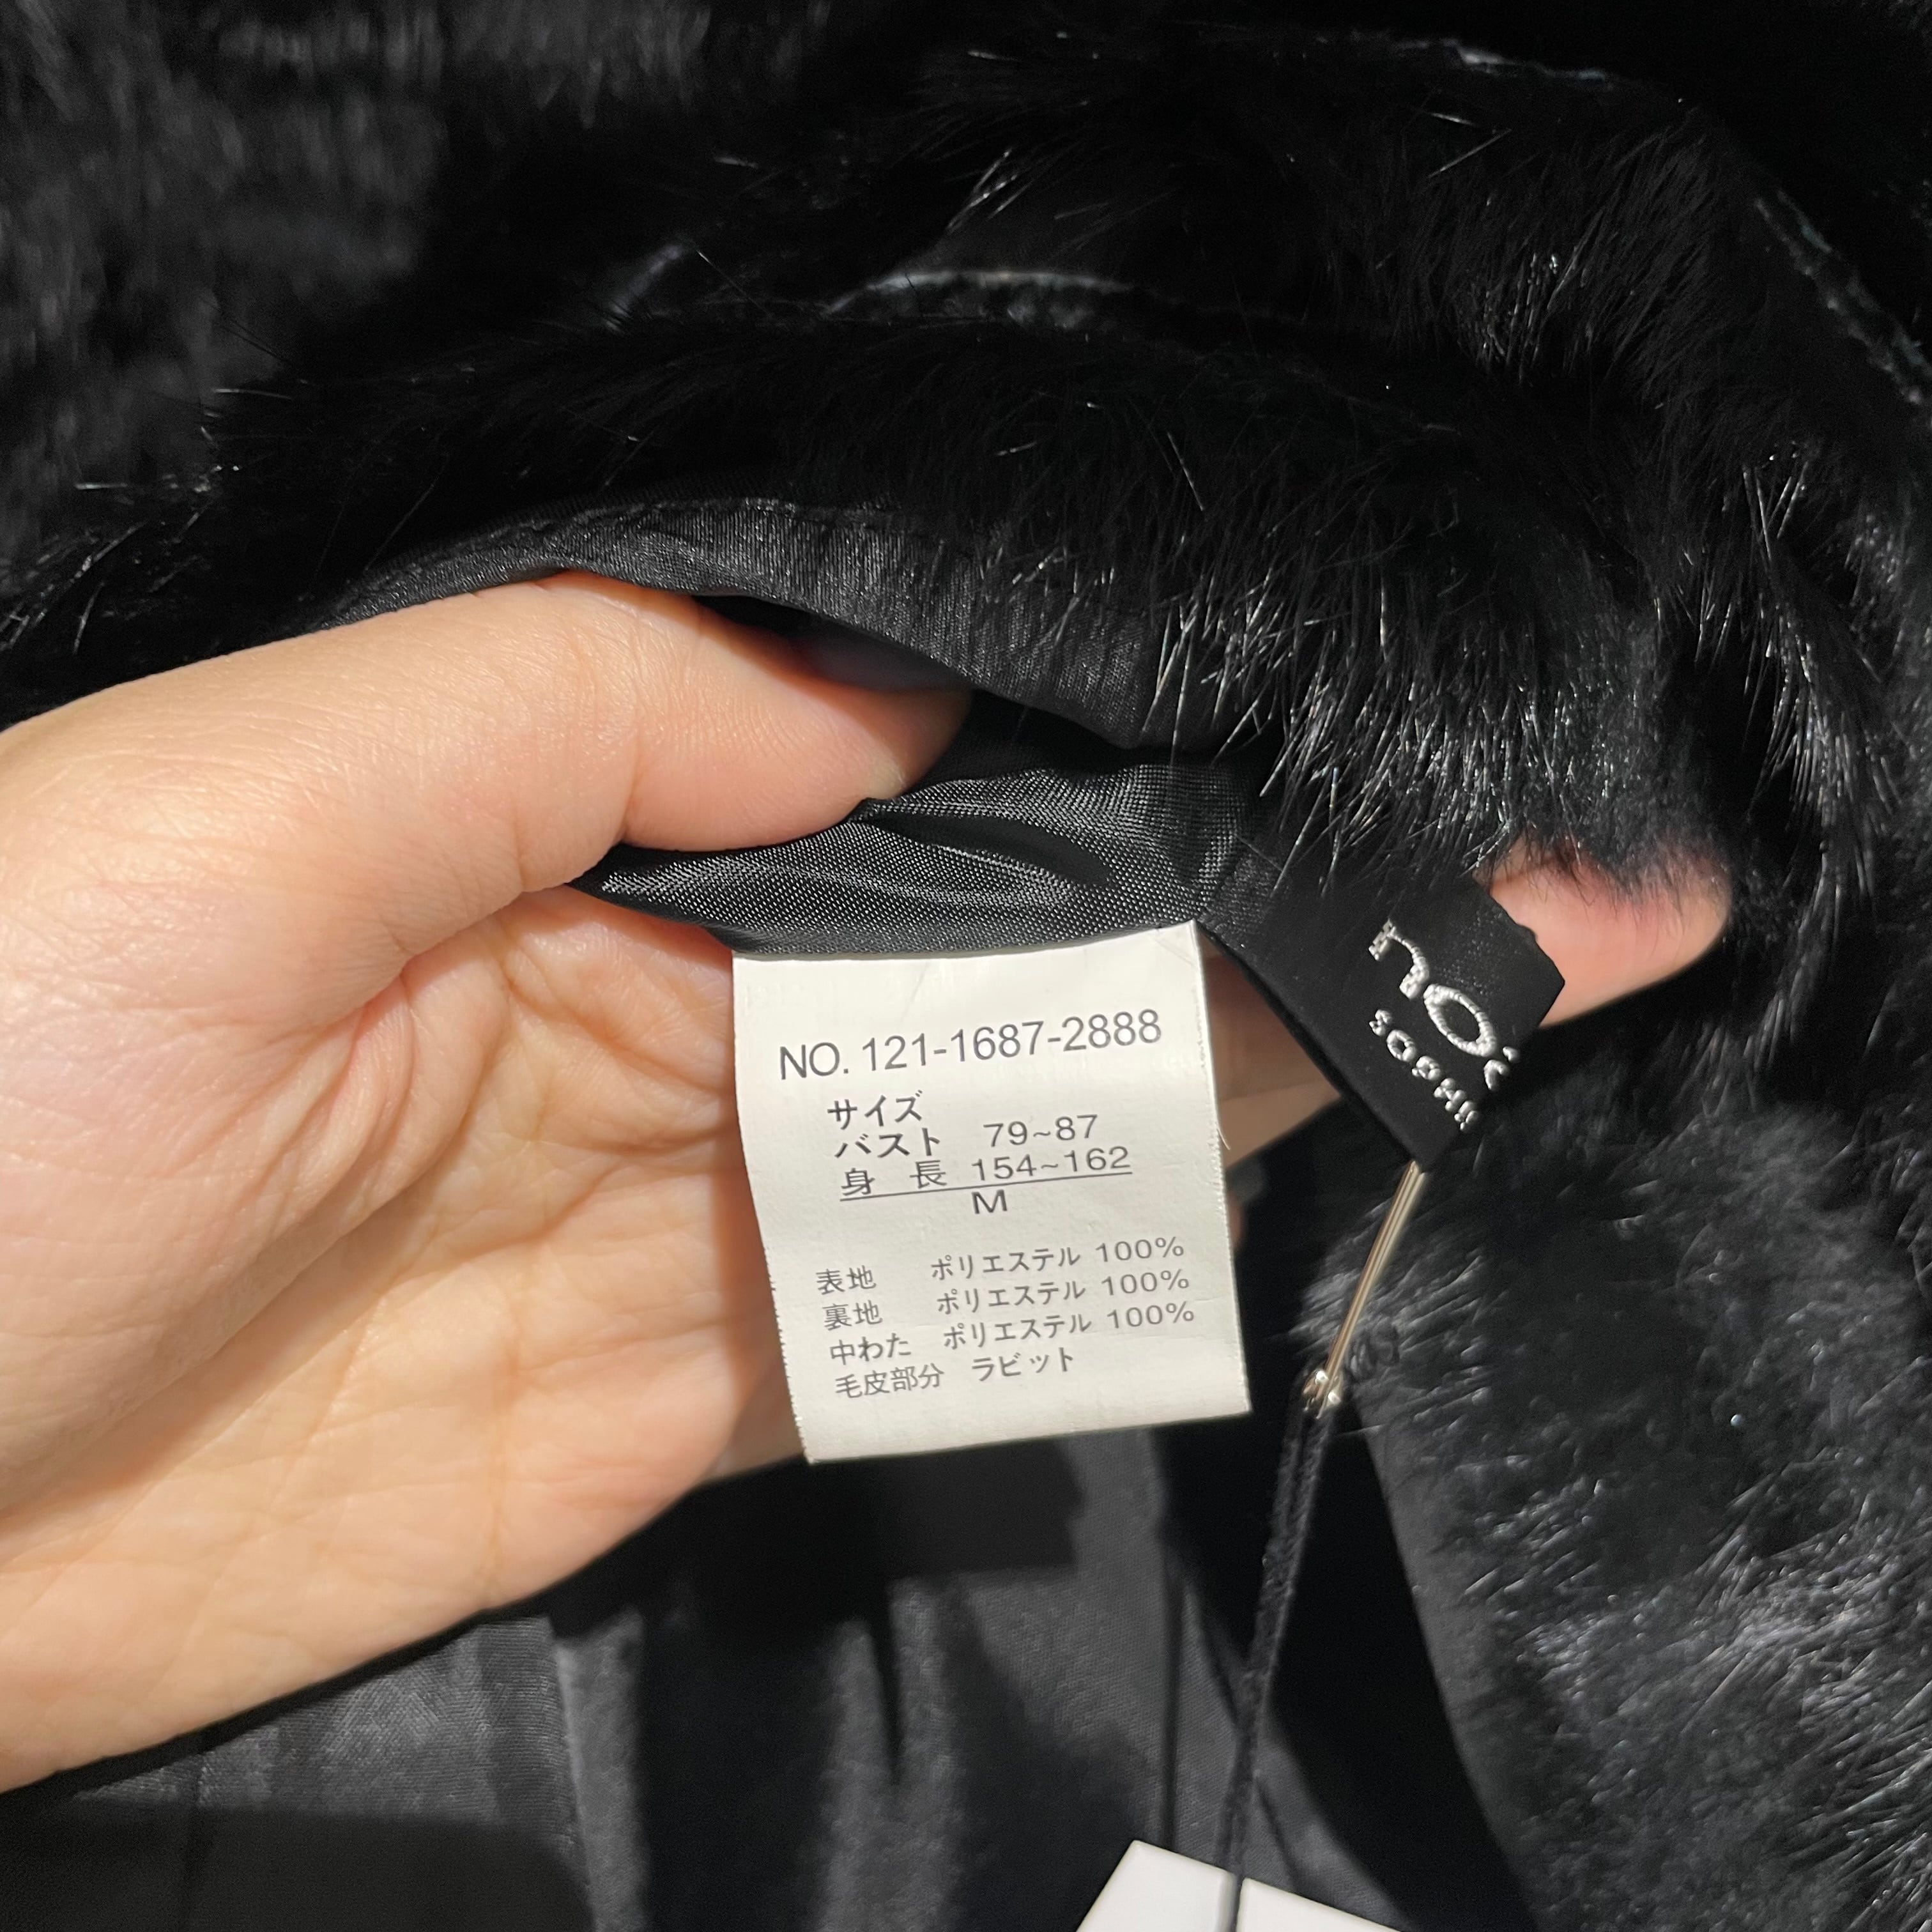 NO. 121-1687-2888
サイズ
バスト 79~87
身 長 154~162
M
表地 ポリエステル 100%
裏地 ポリエステル 100%
中わた ポリエステル 100%
毛皮部分 ラビット